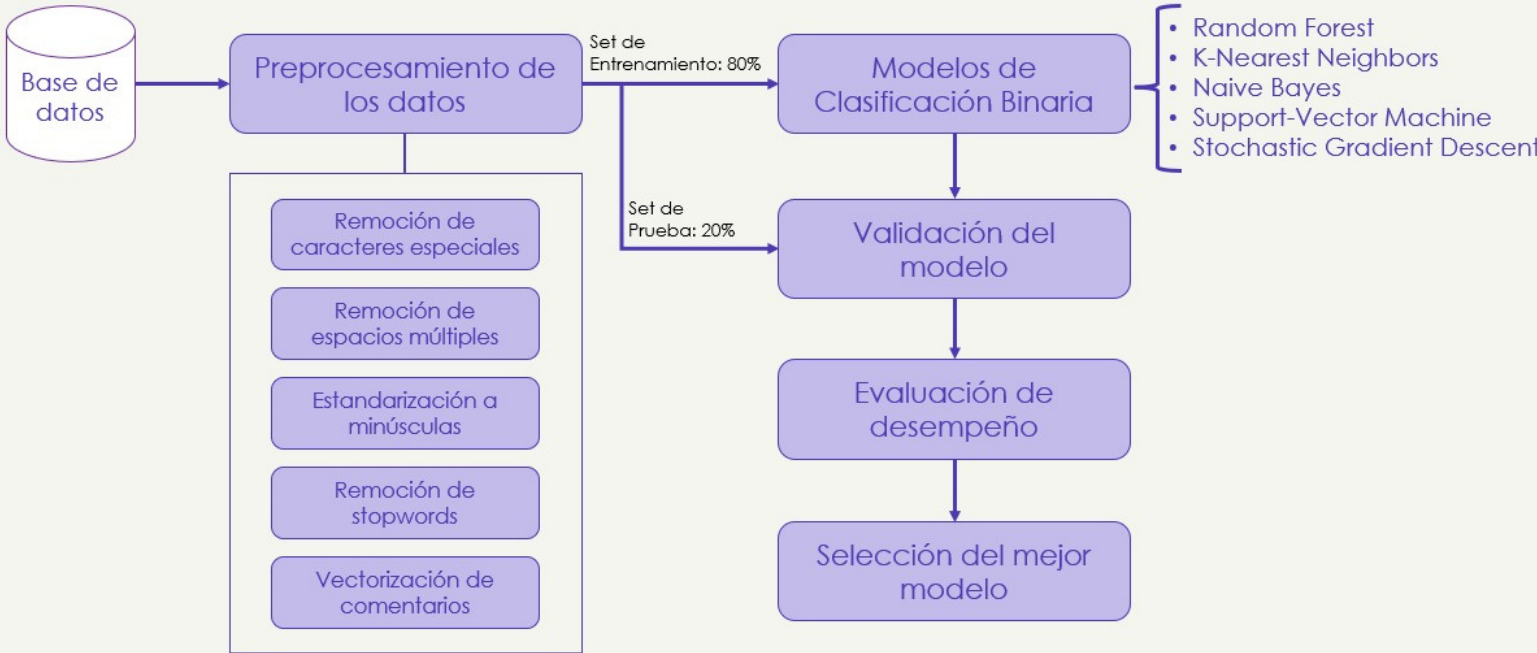 Base de
datos
Preprocesamiento de
los datos
Set de
Entrenamiento: 80%
Modelos de
Clasificación Binaria
• Random Forest
• K-Nearest Neighbors
• Naive Bayes
• Support-Vector Machine
• Stochastic Gradient Descent
Remoción de
caracteres especiales
Remoción de
espacios múltiples
Estandarización a
minúsculas
Remoción de
stopwords
Vectorización de
comentarios
Set de
Prueba: 20%
Validación del
modelo
Evaluación de
desempeño
Selección del mejor
modelo